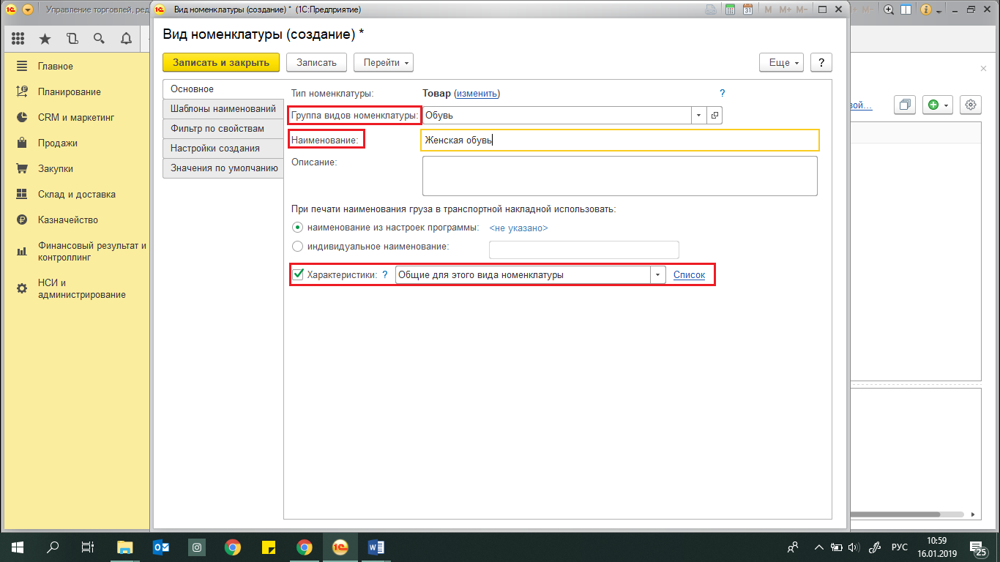 Управление торговлей, ред
Вид номенклатуры (создание) * (1С:Предприятие)
31
M M+ M-
M-
i
Вид номенклатуры (создание) *
Записать и закрыть
Записать
Перейти
Еще
?
Главное
Планирование
CRM и маркетинг
Продажи
Закупки
Склад и доставка
Казначейство
Финансовый результат и
контроллинг
НСИ и
администрирование
Основное
Шаблоны наименований
Фильтр по свойствам
Настройки создания
Значения по умолчанию
Тип номенклатуры: Товар (изменить) ?
Группа видов номенклатуры: Обувь
Наименование: Женская обувь
Описание:
При печати наименования груза в транспортной накладной использовать:
наименование из настроек программы: <не указано>
индивидуальное наименование:
Характеристики: ? Общие для этого вида номенклатуры Список
вой...
1С
РУС
10:59
16.01.2019
25